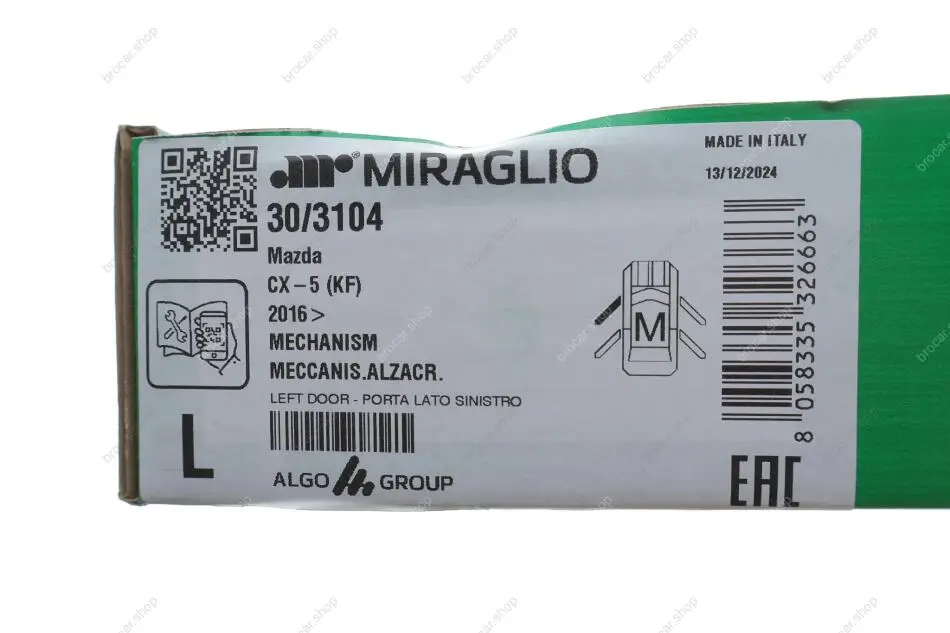 MIRAGLIO
30/3104
Mazda
CX-5 (KF)
2016 >
MECHANISM
MECCANIS.ALZACR.
LEFT DOOR - PORTA LATO SINISTRO
L
ALGO GROUP
MADE IN ITALY
13/12/2024
M
8 058335 326663
EAC
brocar.shop